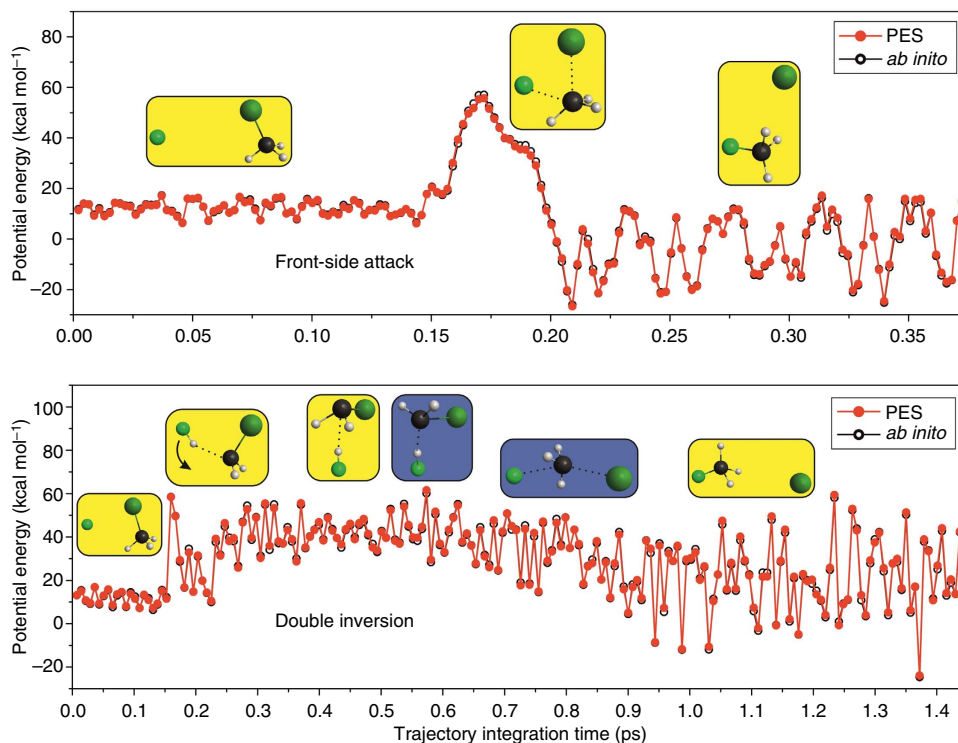 80
60
40
20
0
−20
Potential energy (kcal mol⁻¹)
PES
ab inito
Front-side attack
0.00 0.05 0.10 0.15 0.20 0.25 0.30 0.35
100
80
60
40
20
0
−20
Potential energy (kcal mol⁻¹)
PES
ab inito
Double inversion
0.0 0.1 0.2 0.3 0.4 0.5 0.6 0.7 0.8 0.9 1.0 1.1 1.2 1.3 1.4
Trajectory integration time (ps)